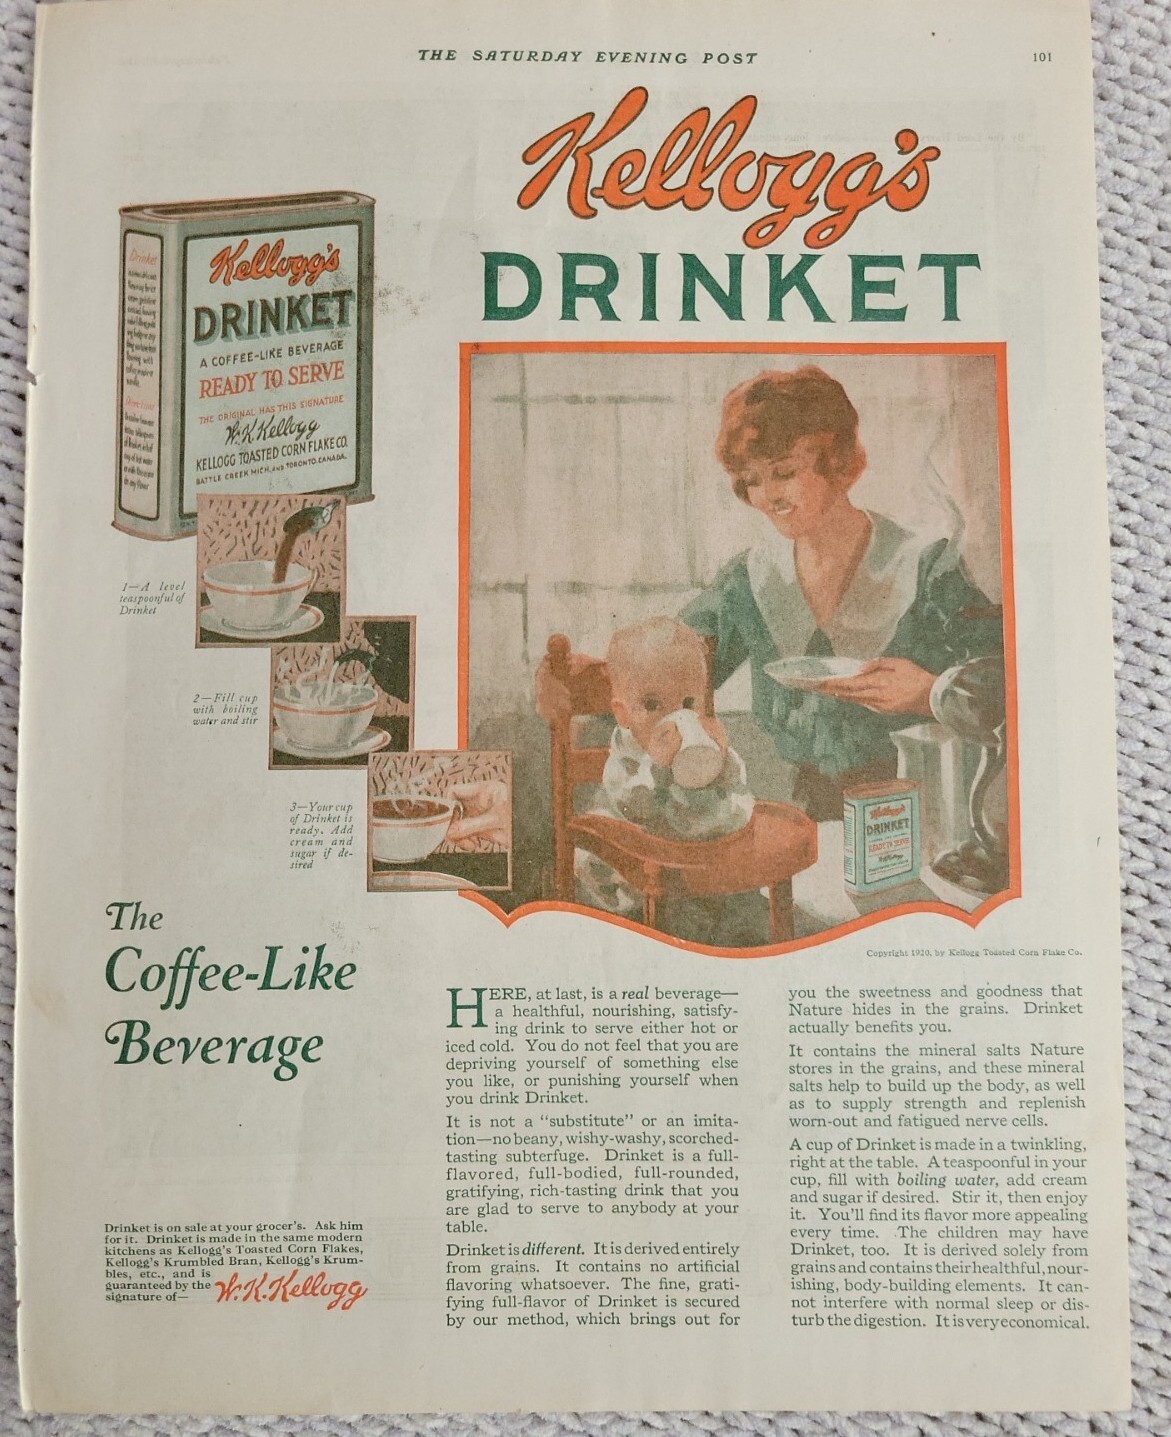 THE SATURDAY EVENING POST
101
Kellogg's
DRINKET
Kellogg's
DRINKET
A COFFEE-LIKE BEVERAGE
READY TO SERVE
THE ORIGINAL HAS THIS SIGNATURE
W.K.Kellogg
KELLOGG TOASTED CORN FLAKE CO.
BATTLE CREEK MICH. AND TORONTO. CANADA.
Drinket
1—A level
teaspoonful of
Drinket
2—Fill cup
with boiling
water and stir
3—Your cup
of Drinket is
ready. Add
cream and
sugar if de-
sired
Kellogg's
DRINKET
READY TO SERVE
Copyright 1920, by Kellogg Toasted Corn Flake Co.
The
Coffee-Like
Beverage
Drinket is on sale at your grocer's. Ask him
for it. Drinket is made in the same modern
kitchens as Kellogg's Toasted Corn Flakes,
Kellogg's Krumbled Bran, Kellogg's Krum-
bles, etc., and is
guaranteed by the
signature of—
W.K.Kellogg
HERE, at last, is a real beverage—
a healthful, nourishing, satisfy-
ing drink to serve either hot or
iced cold. You do not feel that you are
depriving yourself of something else
you like, or punishing yourself when
you drink Drinket.
It is not a "substitute" or an imita-
tion—no beany, wishy-washy, scorched-
tasting subterfuge. Drinket is a full-
flavored, full-bodied, full-rounded,
gratifying, rich-tasting drink that you
are glad to serve to anybody at your
table.
Drinket is different. It is derived entirely
from grains. It contains no artificial
flavoring whatsoever. The fine, grati-
fying full-flavor of Drinket is secured
by our method, which brings out for
you the sweetness and goodness that
Nature hides in the grains. Drinket
actually benefits you.
It contains the mineral salts Nature
stores in the grains, and these mineral
salts help to build up the body, as well
as to supply strength and replenish
worn-out and fatigued nerve cells.
A cup of Drinket is made in a twinkling,
right at the table. A teaspoonful in your
cup, fill with boiling water, add cream
and sugar if desired. Stir it, then enjoy
it. You'll find its flavor more appealing
every time. The children may have
Drinket, too. It is derived solely from
grains and contains their healthful, nour-
ishing, body-building elements. It can-
not interfere with normal sleep or dis-
turb the digestion. It is very economical.